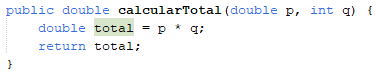 public double calcularTotal(double p, int q) {
    double total = p * q;
    return total;
}